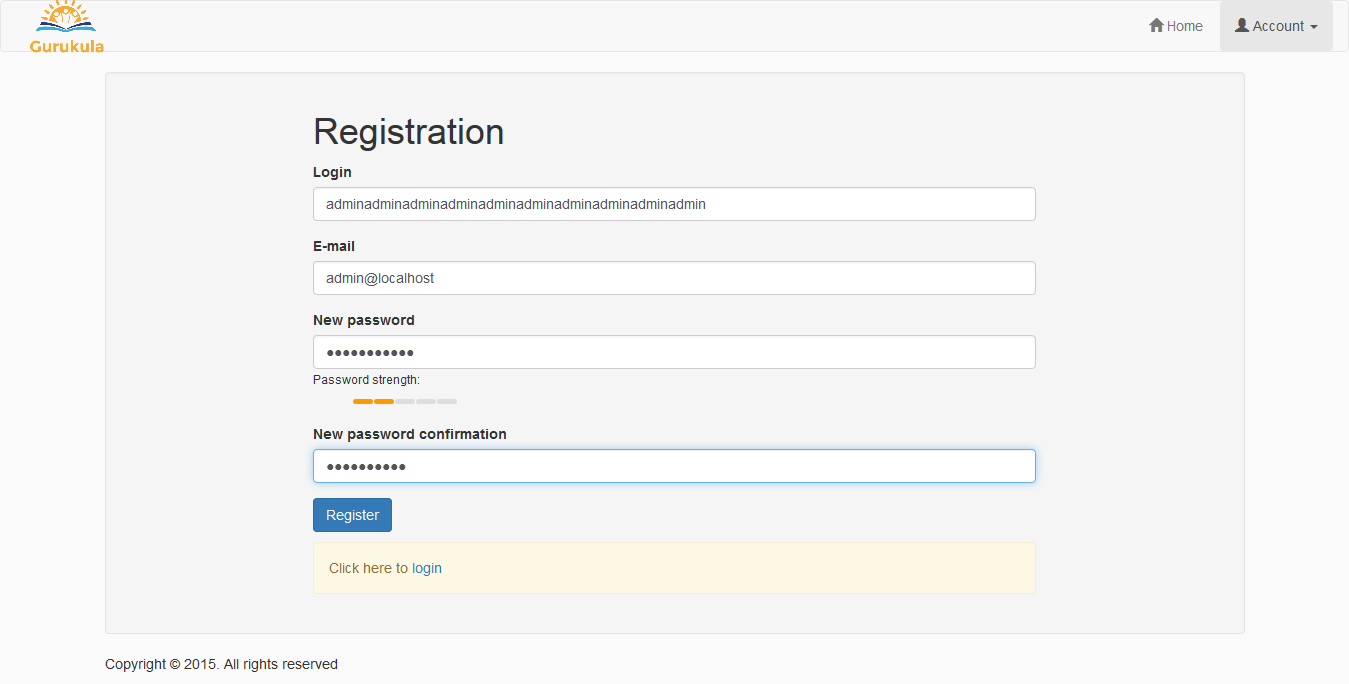 Gurukula
Home
Account
Registration
Login
adminadminadminadminadminadminadminadminadminadmin
E-mail
admin@localhost
New password
●●●●●●●●●●●
Password strength:
New password confirmation
●●●●●●●●●●
Register
Click here to login
Copyright © 2015. All rights reserved